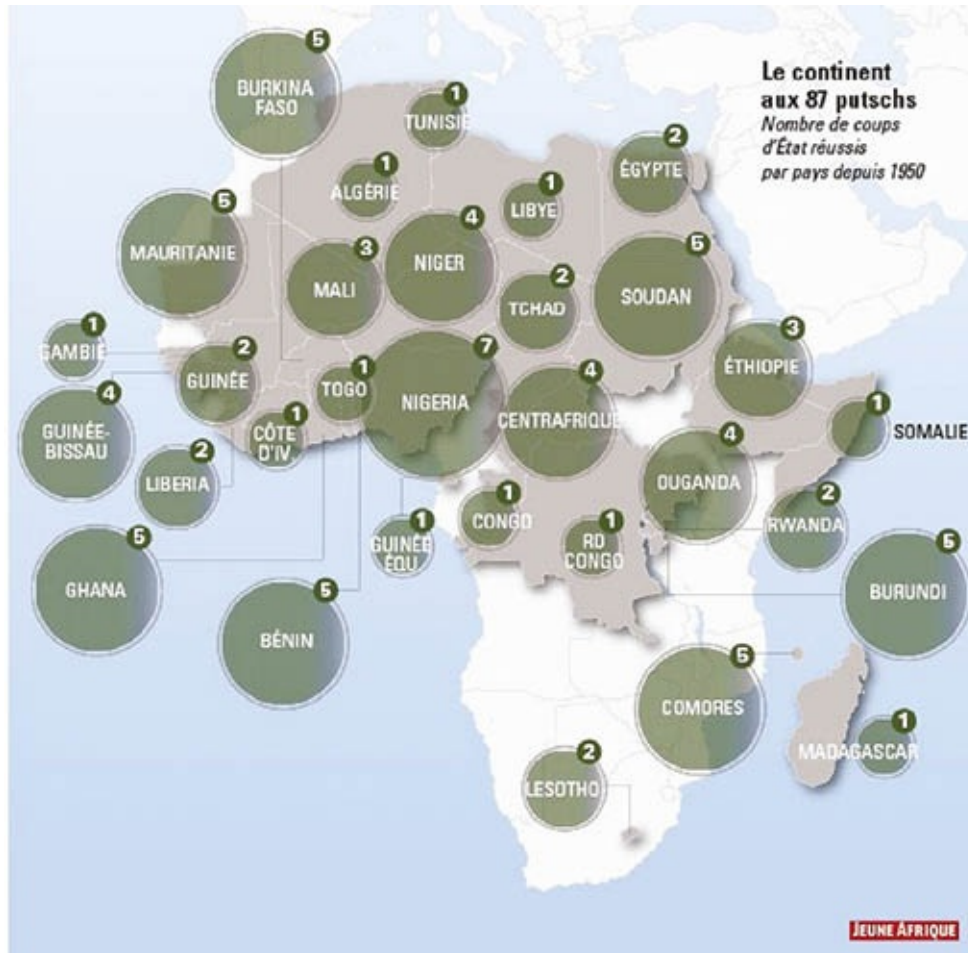 Le continent
aux 87 putschs
Nombre de coups
d'État réussis
par pays depuis 1950
5
BURKINA
FASO
1
TUNISIE
2
ÉGYPTE
1
ALGÉRIE
1
LIBYE
5
MAURITANIE
3
MALI
4
NIGER
2
TCHAD
5
SOUDAN
1
GAMBIE
2
GUINÉE
1
TOGO
7
NIGERIA
4
CENTRAFRIQUE
3
ÉTHIOPIE
4
GUINÉE-
BISSAU
1
CÔTE
D'IV
1
SOMALIE
2
LIBERIA
4
OUGANDA
1
GUINÉE
ÉQU
1
CONGO
1
RD
CONGO
2
RWANDA
5
GHANA
5
BÉNIN
5
BURUNDI
5
COMORES
1
MADAGASCAR
2
LESOTHO
JEUNE AFRIQUE